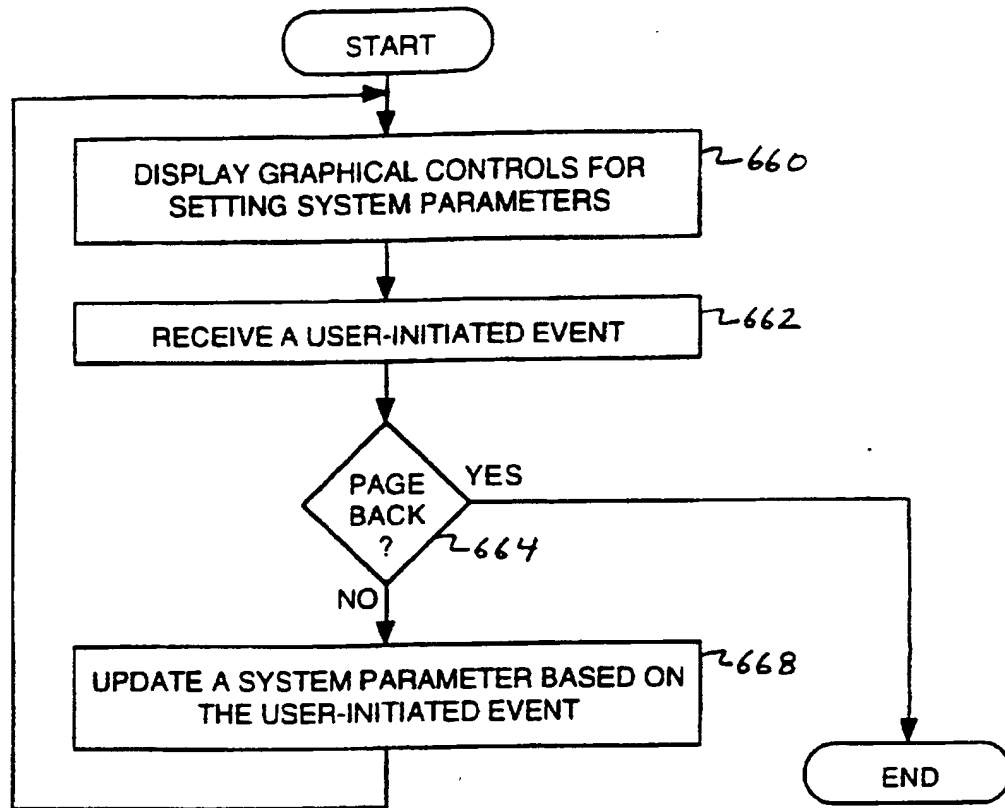 START
DISPLAY GRAPHICAL CONTROLS FOR
SETTING SYSTEM PARAMETERS
660
RECEIVE A USER-INITIATED EVENT
662
PAGE
BACK
?
YES
664
NO
UPDATE A SYSTEM PARAMETER BASED ON
THE USER-INITIATED EVENT
668
END